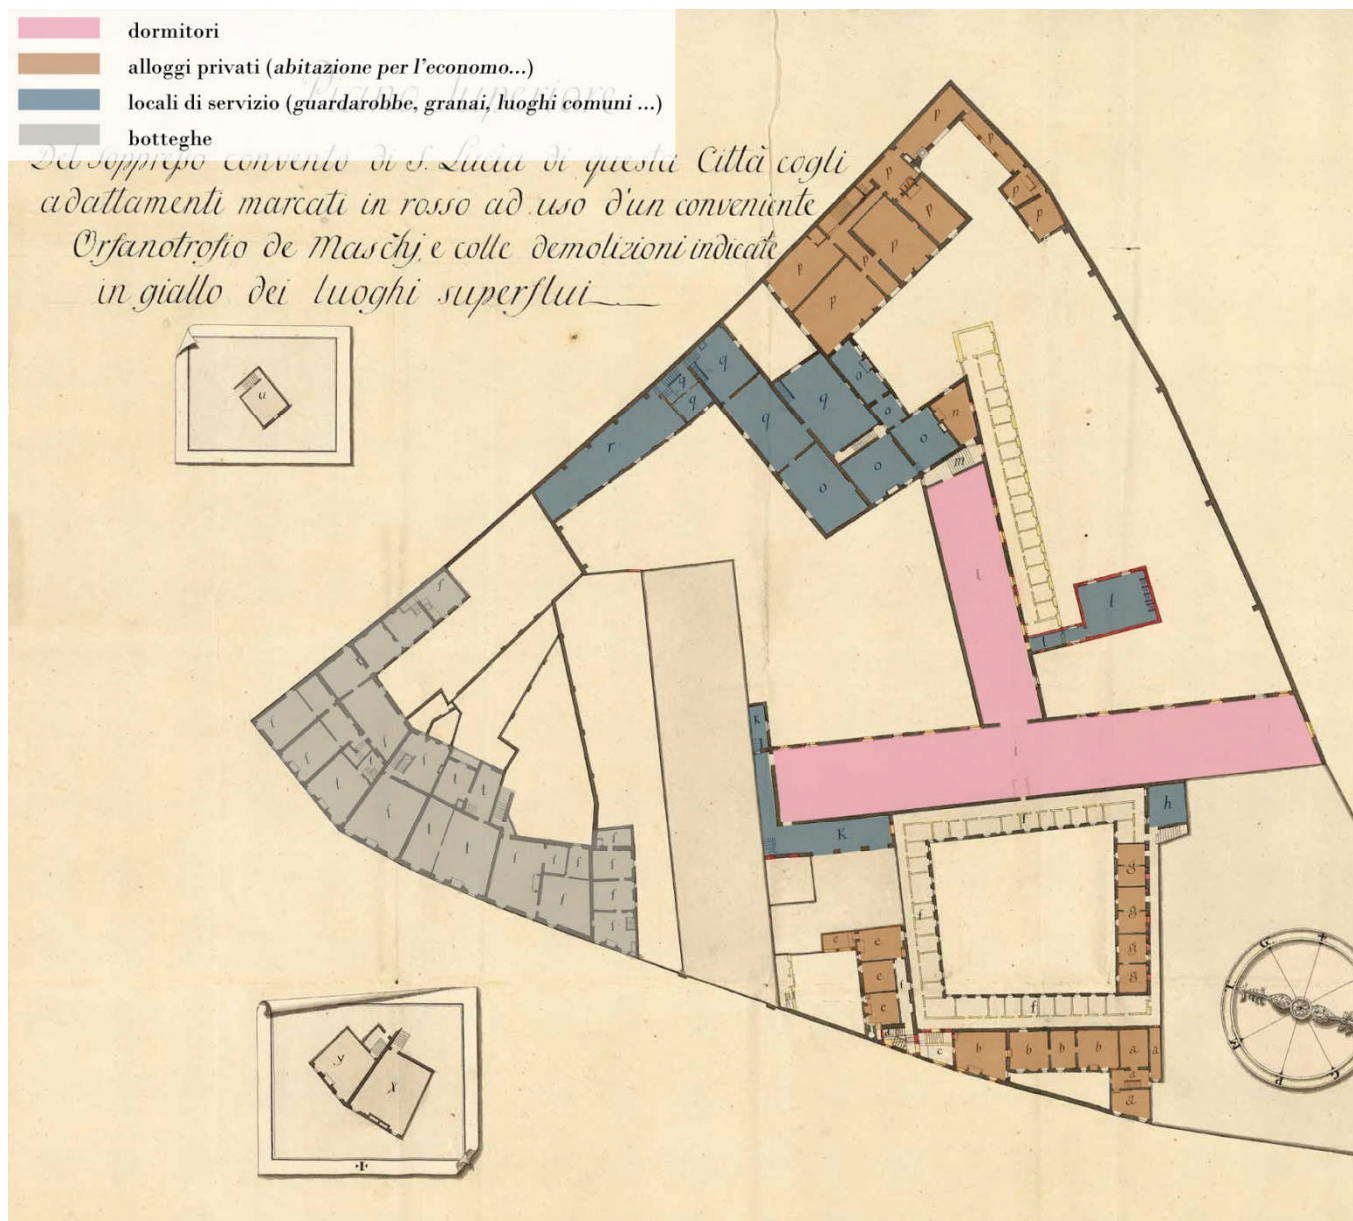 dormitori
alloggi privati (abitazione per l'economo...)
locali di servizio (guardarobbe, granai, luoghi comuni ...)
botteghe
Piano Superiore
Del Soppreso convento di S. Lucia di questa Città cogli
adattamenti marcati in rosso ad uso d'un conveniente
Orfanotrofio de Maschj, e colle demolizioni indicate
in giallo dei luoghi superflui
p
p
p
p
p
p
p
p
p
p
q
q
q
q
q
q
r
o
o
o
o
o
n
m
u
l
l
l
i
K
K
h
f
f
f
f
g
g
g
g
e
e
e
e
d
c
b
b
b
b
a
a
a
a
y
x
I
G
L
M
P
C